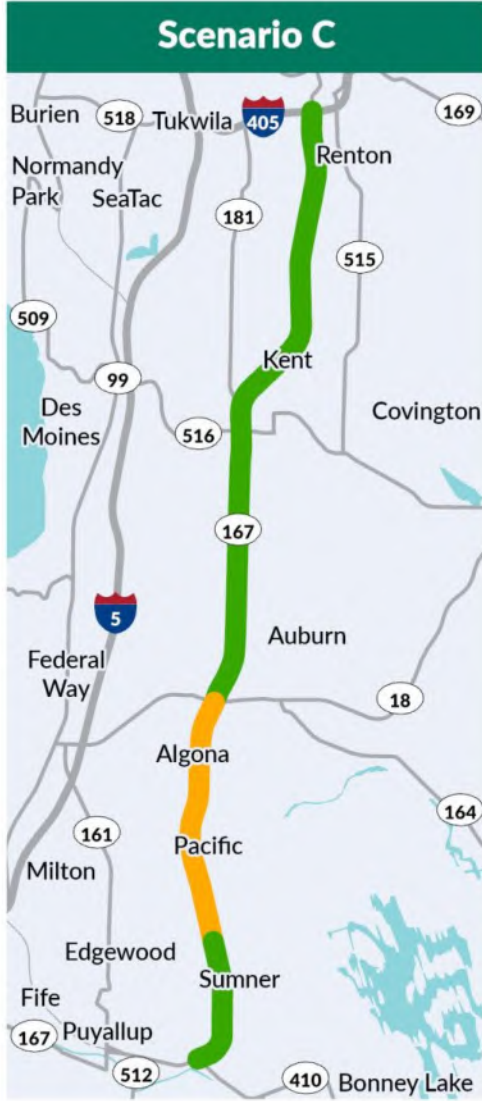 Scenario C
Burien
518
Tukwila
405
169
Renton
Normandy
Park
SeaTac
181
515
509
Kent
99
Des
Moines
516
Covington
167
5
Auburn
Federal
Way
18
Algona
161
Pacific
164
Milton
Edgewood
Sumner
Fife
167
Puyallup
512
410
Bonney Lake